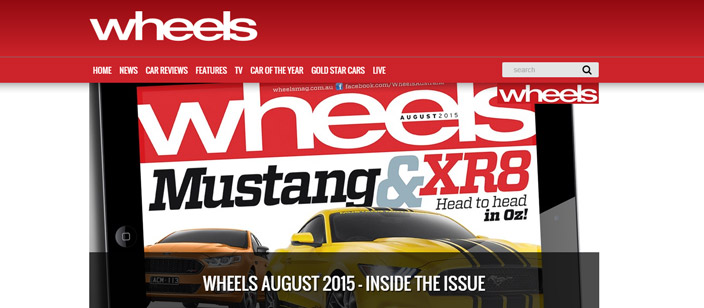 wheels
HOME NEWS CAR REVIEWS FEATURES TV CAR OF THE YEAR GOLD STAR CARS LIVE
search
wheels
wheelsmag.com.au facebook.com/WheelsAustralia
wheels
AUGUST 2015
Mustang & XR8
Head to head
in Oz!
ACM-115
WHEELS AUGUST 2015 - INSIDE THE ISSUE